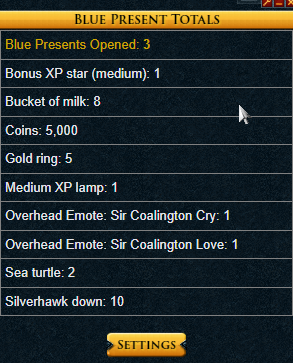 Blue Present Totals
Blue Presents Opened: 3
Bonus XP star (medium): 1
Bucket of milk: 8
Coins: 5,000
Gold ring: 5
Medium XP lamp: 1
Overhead Emote: Sir Coalington Cry: 1
Overhead Emote: Sir Coalington Love: 1
Sea turtle: 2
Silverhawk down: 10
Settings